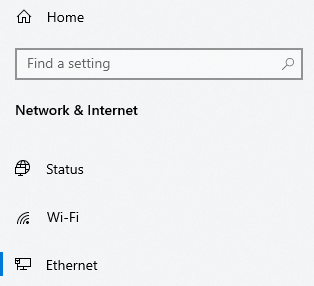 Home
Find a setting
Network & Internet
Status
Wi-Fi
Ethernet